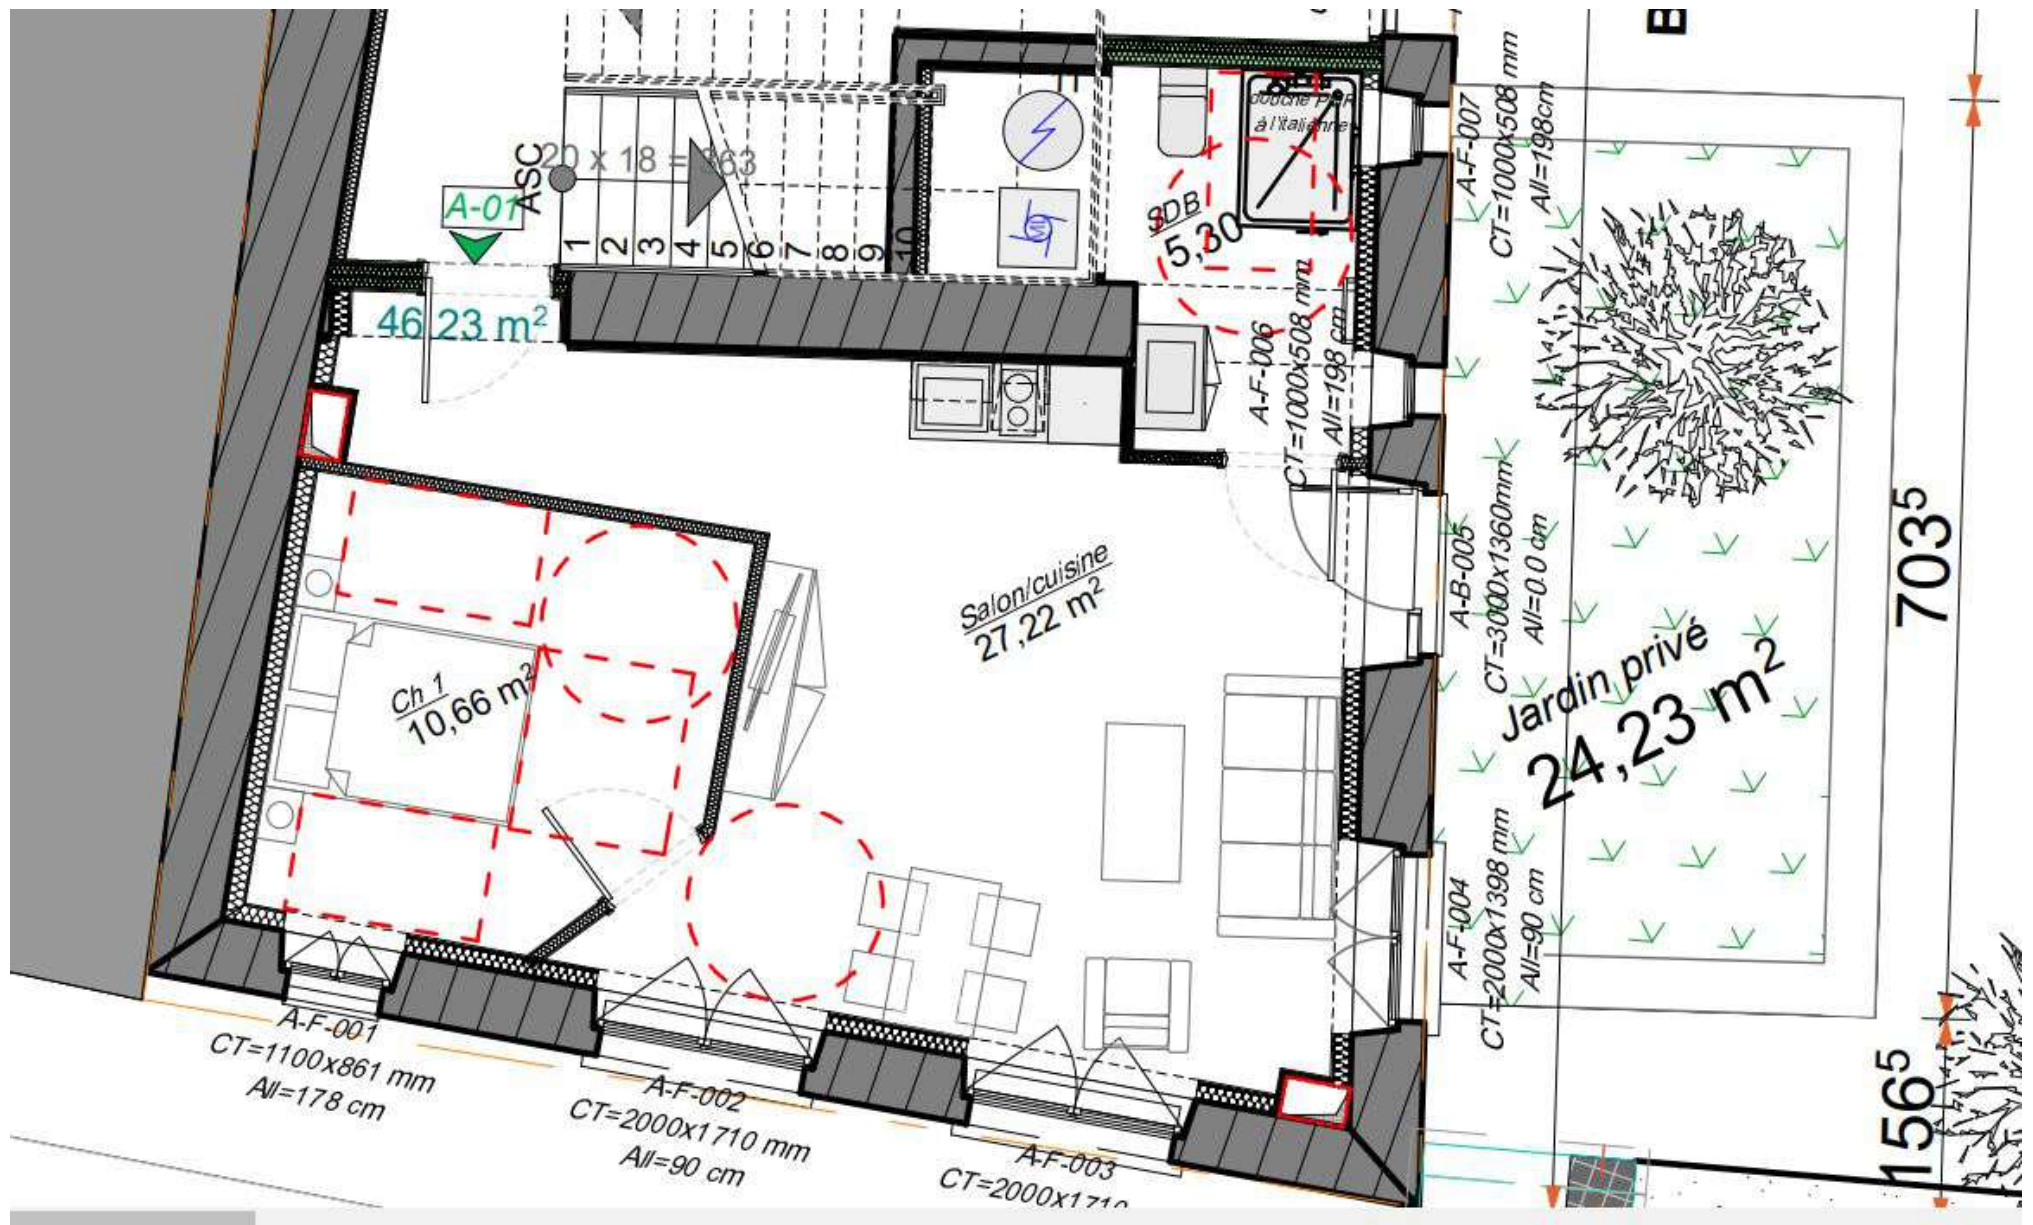 ASC
20 x 18 = 363
A-01
1 2 3 4 5 6 7 8 9 10
46,23 m²
douche PMR
à l'italienne
SDB
5,30
A-F-007
CT=1000x508 mm
All=198cm
A-F-006
CT=1000x508 mm
All=198 cm
Salon/cuisine
27,22 m²
Ch 1
10,66 m²
A-B-005
CT=3000x1360mm
All=0.0 cm
Jardin privé
24,23 m²
703⁵
A-F-004
CT=2000x1398 mm
All=90 cm
156⁵
A-F-001
CT=1100x861 mm
All=178 cm
A-F-002
CT=2000x1710 mm
All=90 cm
A-F-003
CT=2000x1710